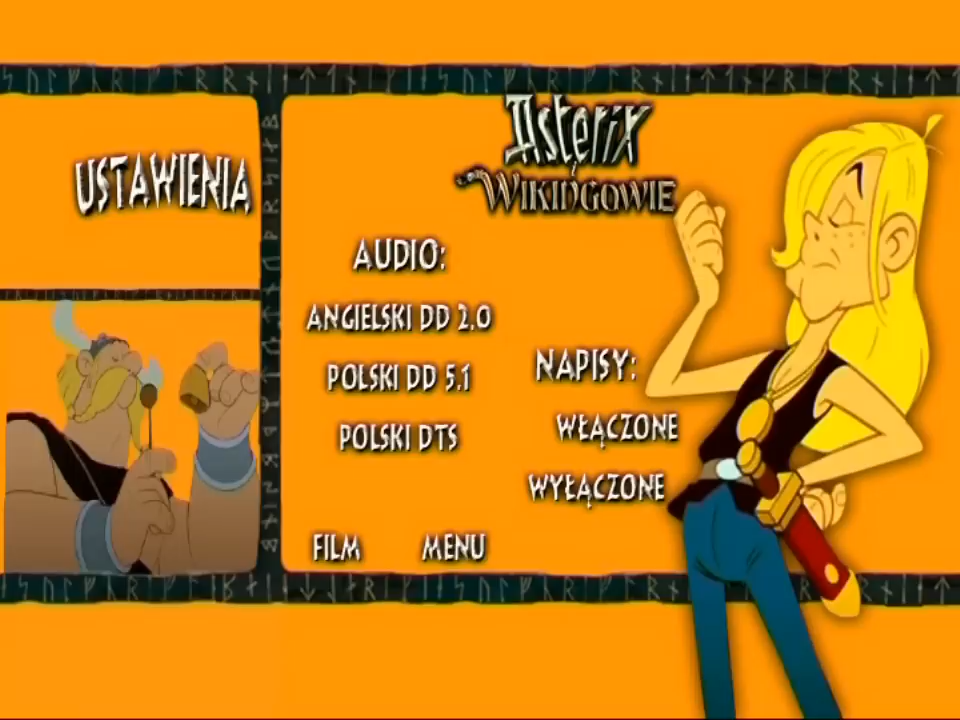 USTAWIENIA
Asterix
i
WIKINGOWIE
AUDIO:
ANGIELSKI DD 2.0
POLSKI DD 5.1
POLSKI DTS
NAPISY:
WŁĄCZONE
WYŁĄCZONE
FILM
MENU